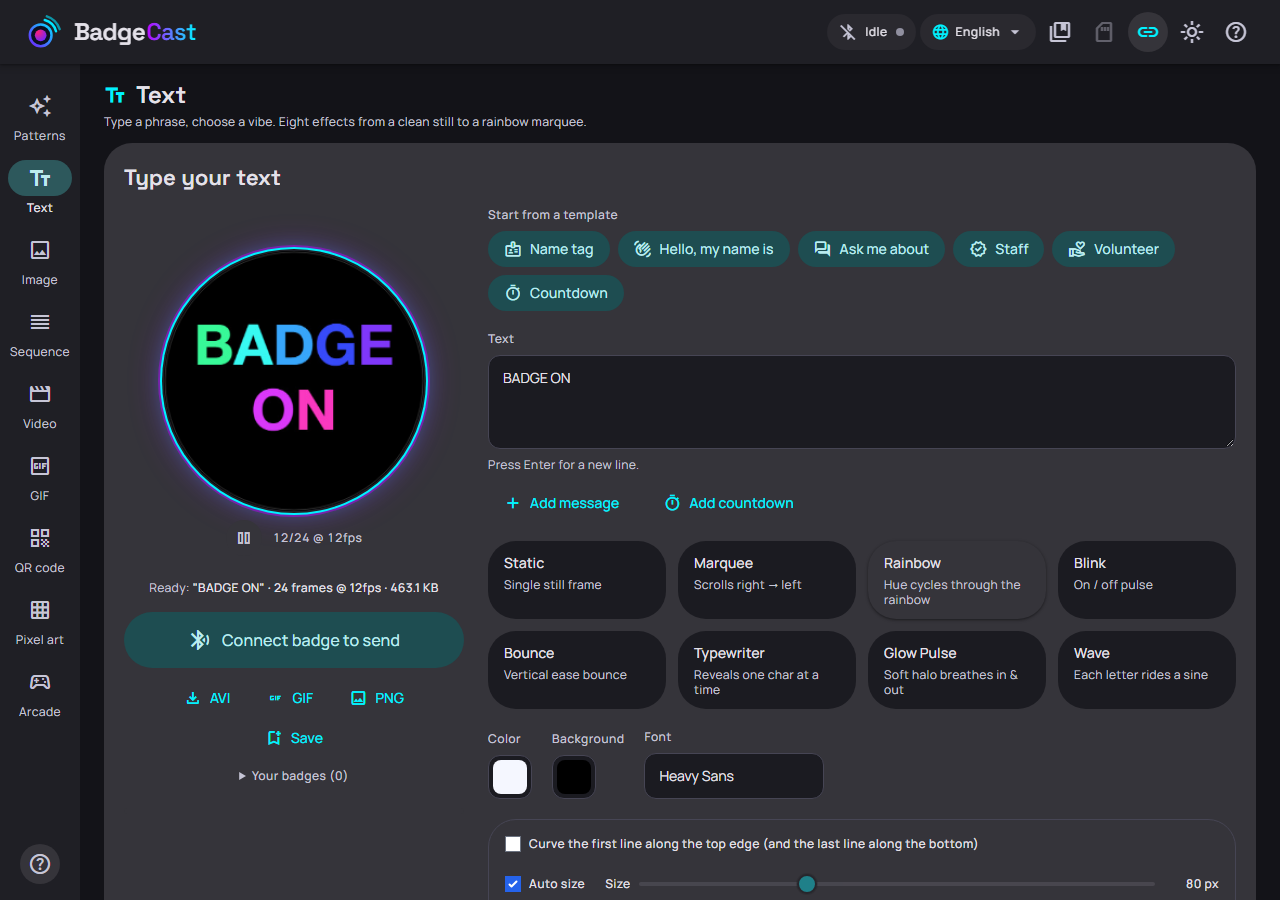 BadgeCast
Idle
English
Patterns
Text
Image
Sequence
Video
GIF
QR code
Pixel art
Arcade
Text
Type a phrase, choose a vibe. Eight effects from a clean still to a rainbow marquee.
Type your text
BADGE
ON
12/24 @ 12fps
Ready: "BADGE ON" · 24 frames @ 12fps · 463.1 KB
Connect badge to send
AVI
GIF GIF
PNG
Save
Your badges (0)
Start from a template
Name tag
Hello, my name is
Ask me about
Staff
Volunteer
Countdown
Text
BADGE ON
Press Enter for a new line.
Add message
Add countdown
Static
Single still frame
Marquee
Scrolls right → left
Rainbow
Hue cycles through the
rainbow
Blink
On / off pulse
Bounce
Vertical ease bounce
Typewriter
Reveals one char at a
time
Glow Pulse
Soft halo breathes in &
out
Wave
Each letter rides a sine
Color
Background
Font
Heavy Sans
Curve the first line along the top edge (and the last line along the bottom)
Auto size
Size
80 px